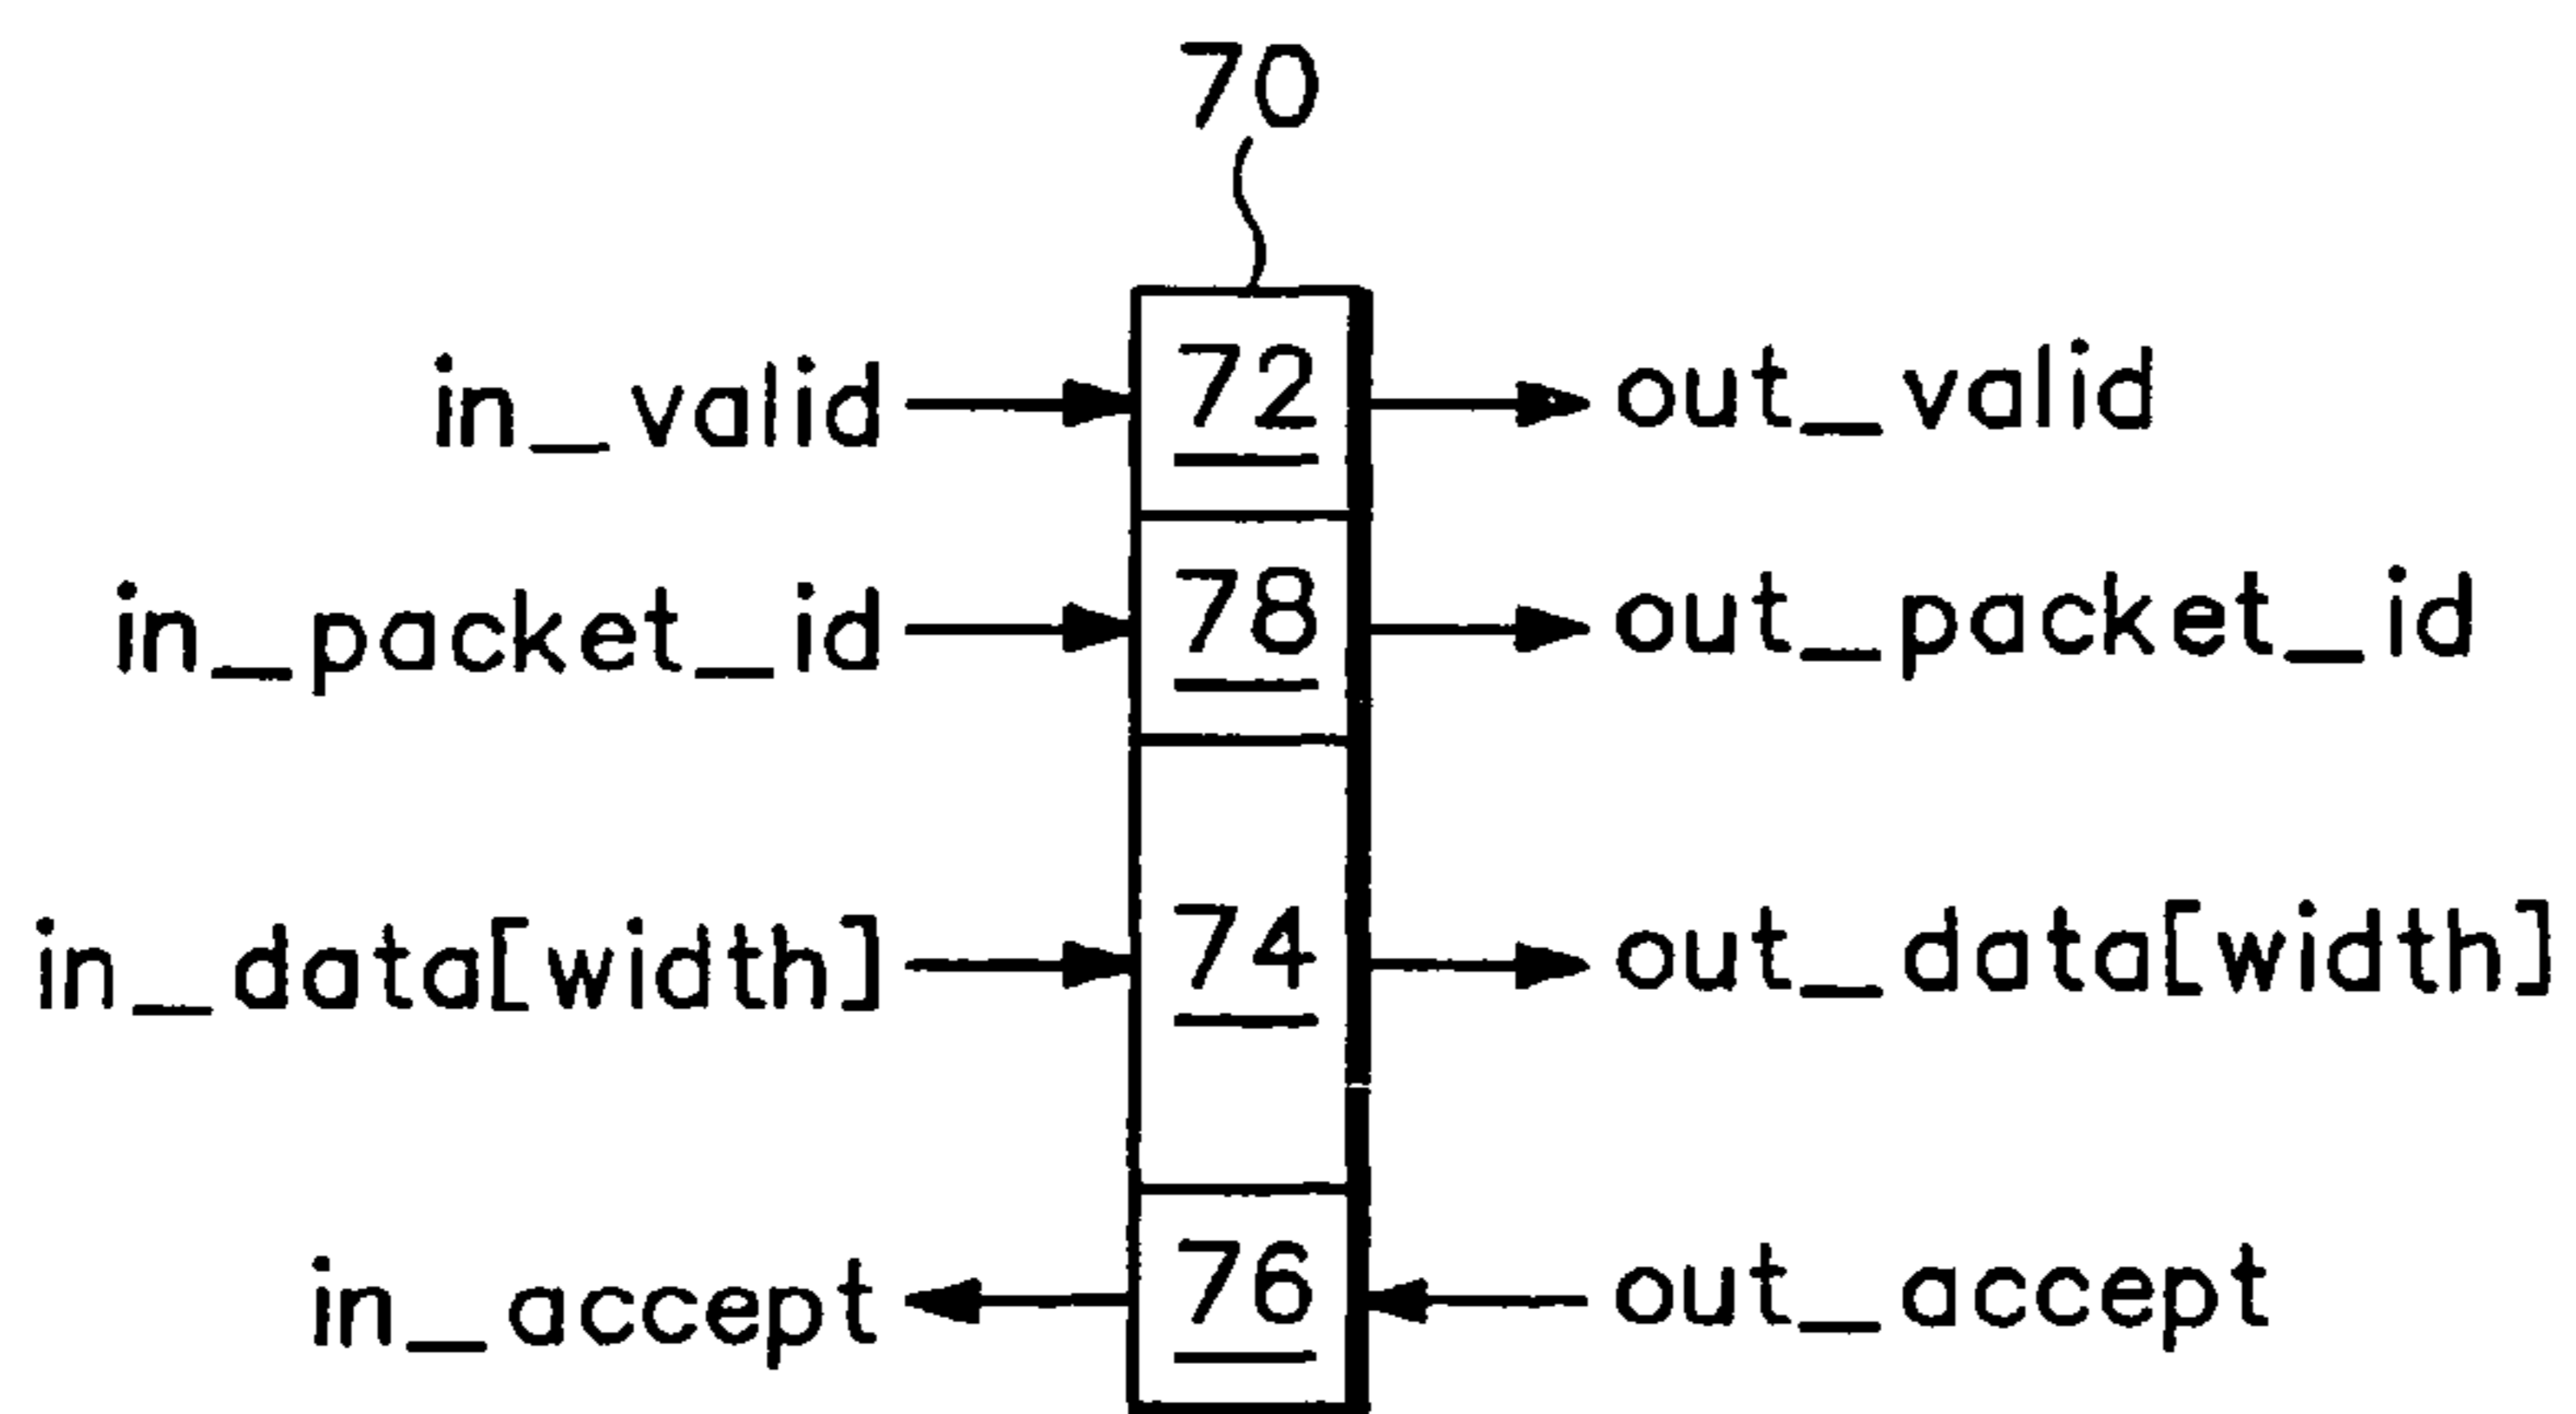 70
in_valid 72 out_valid
in_packet_id 78 out_packet_id
in_data[width] 74 out_data[width]
in_accept 76 out_accept